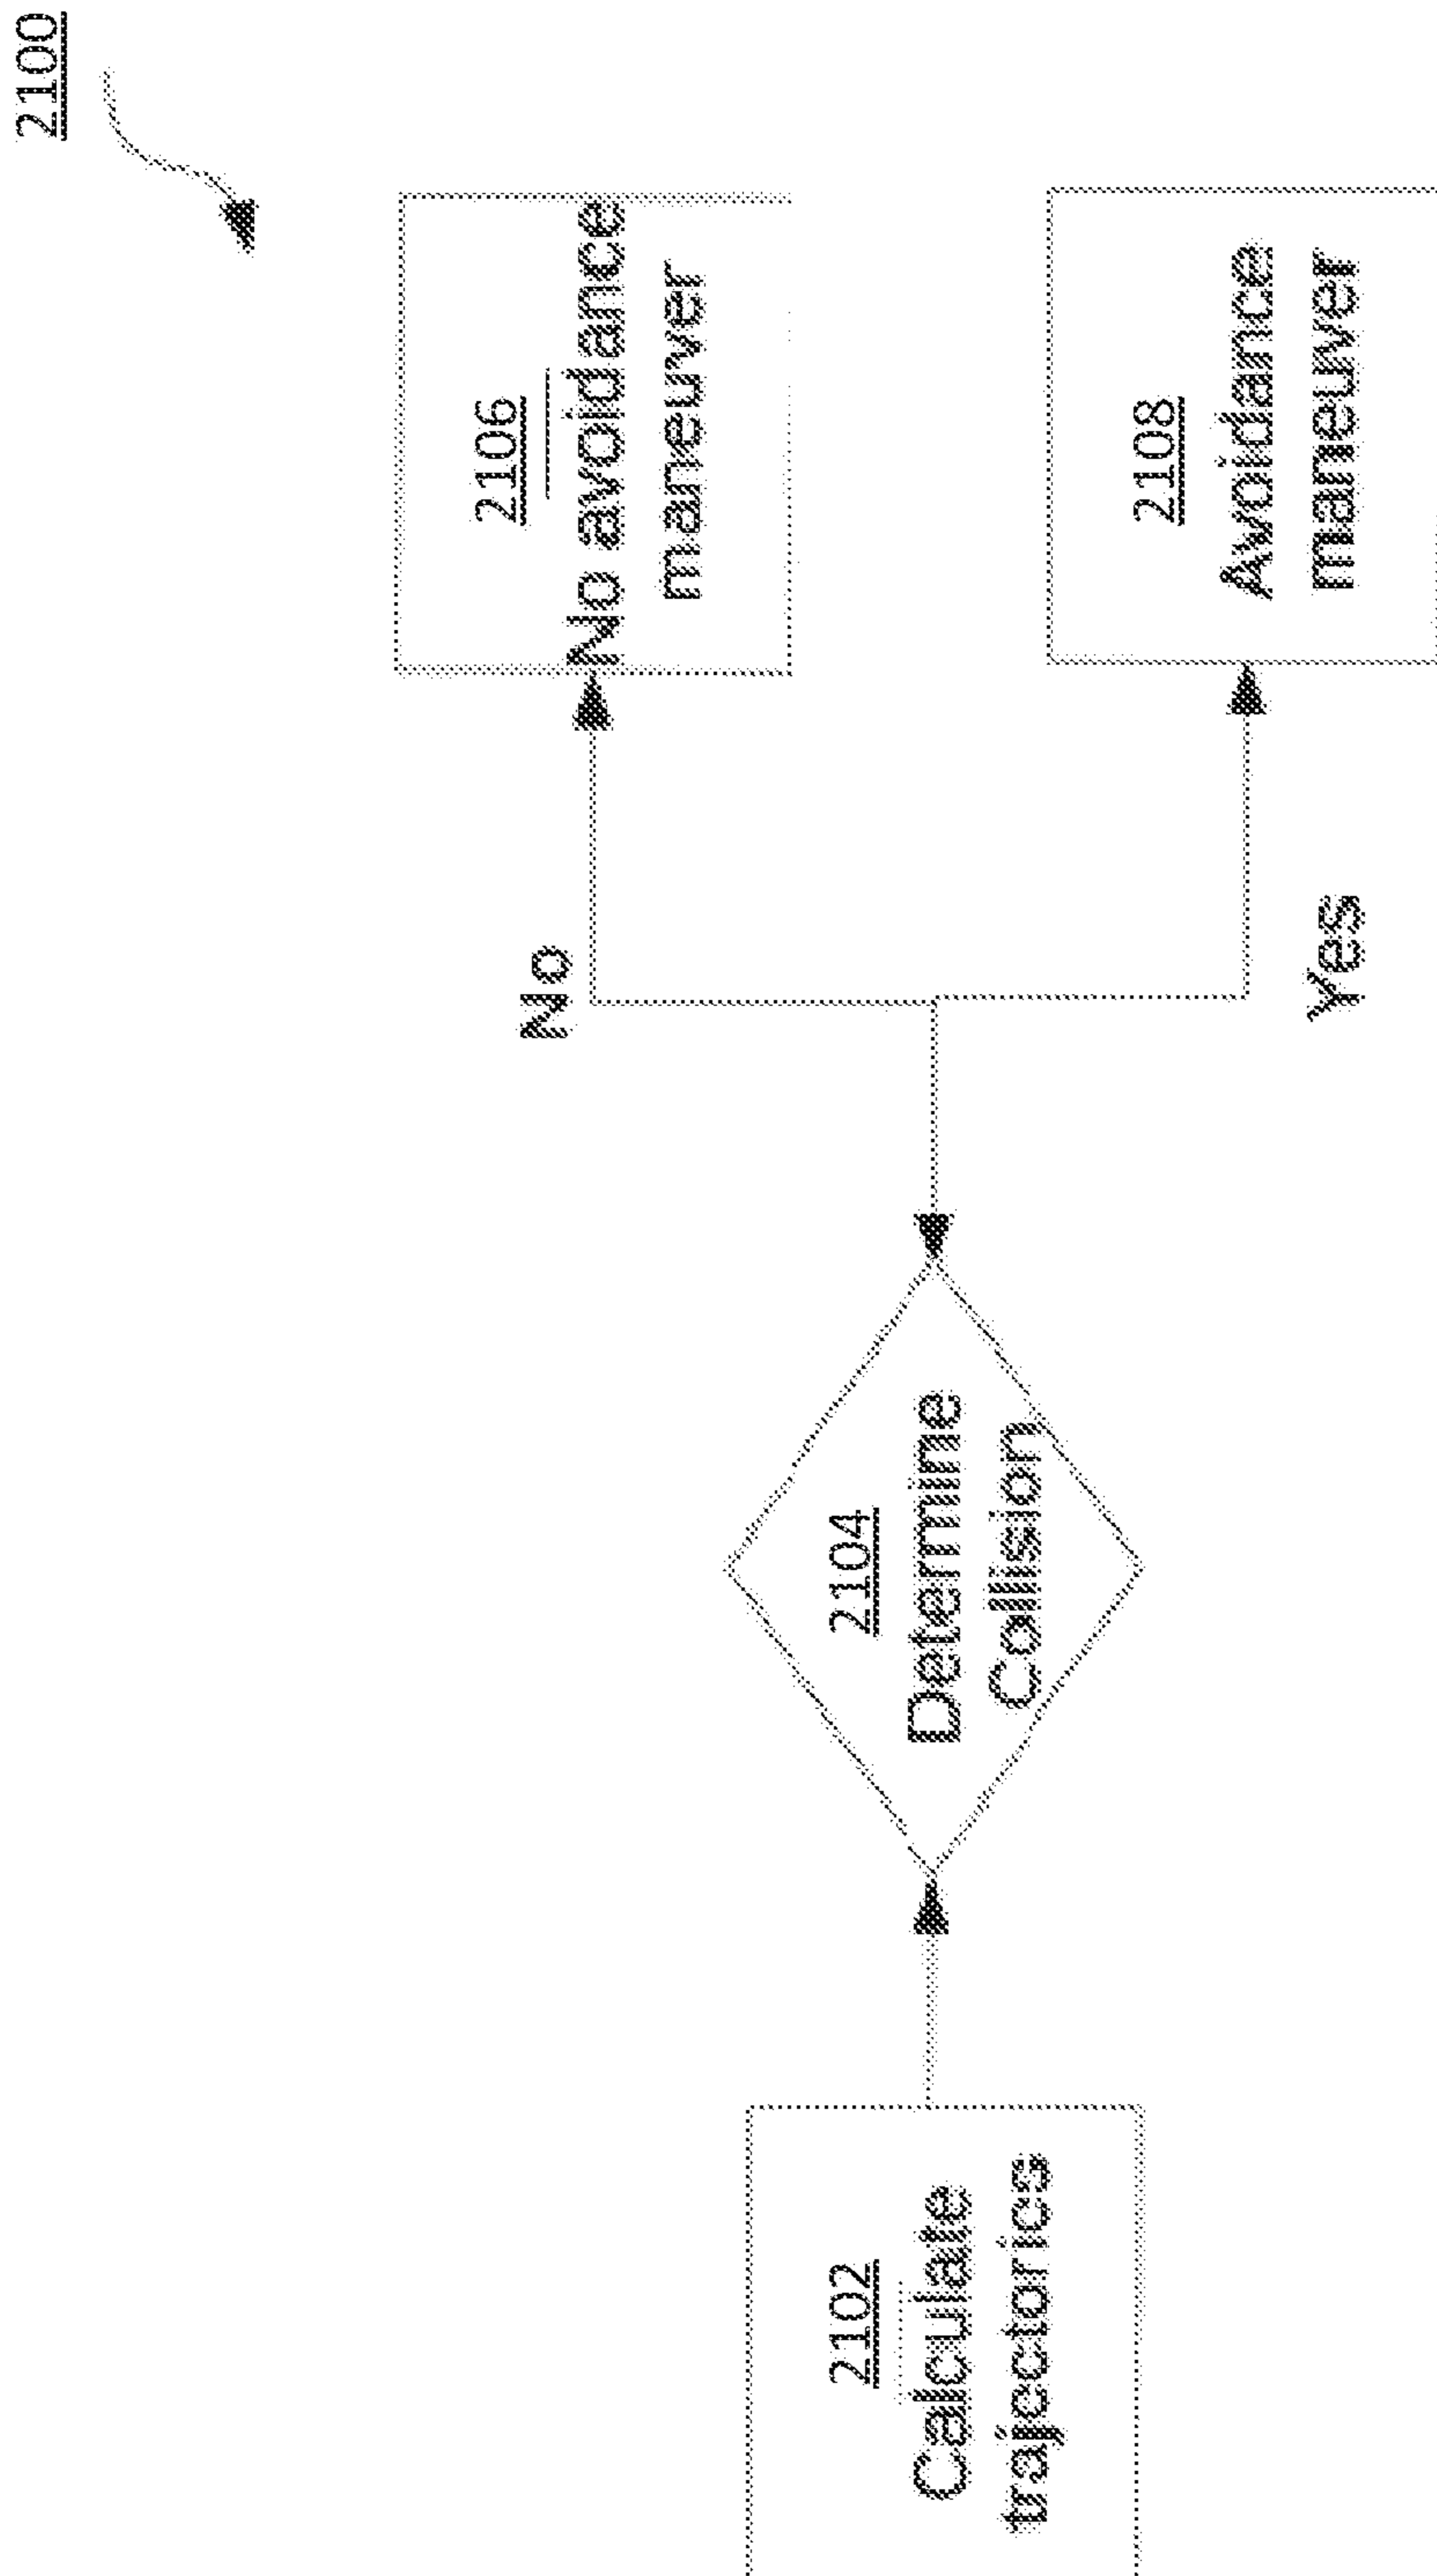 2100
2102
Calculate
trajectories
2104
Determine
Collision
No
2106
No avoidance
maneuver
Yes
2108
Avoidance
maneuver